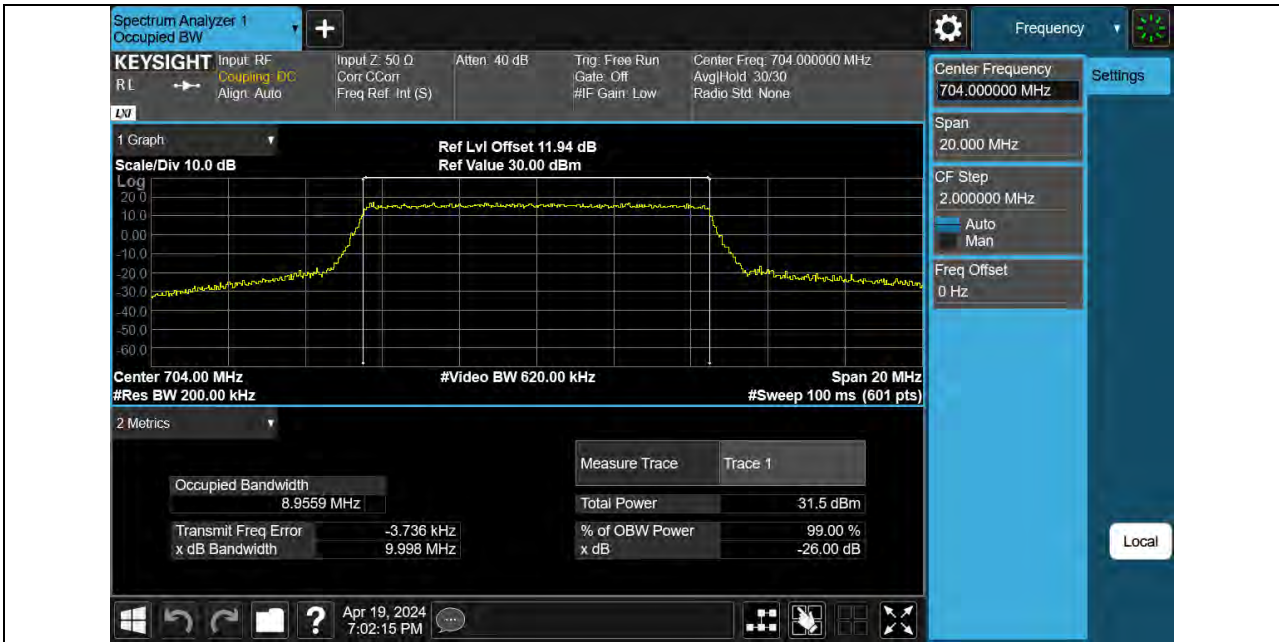 Spectrum Analyzer 1
Occupied BW
Frequency
KEYSIGHT
RL
LXI
Input: RF
Coupling: DC
Align: Auto
Input Z: 50 Ω
Corr CCorr
Freq Ref: Int (S)
Atten: 40 dB
Trig: Free Run
Gate: Off
#IF Gain: Low
Center Freq: 704.000000 MHz
Avg|Hold: 30/30
Radio Std: None
Center Frequency
704.000000 MHz
Settings
Span
20.000 MHz
CF Step
2.000000 MHz
Auto
Man
Freq Offset
0 Hz
Local
1 Graph
Scale/Div 10.0 dB
Ref Lvl Offset 11.94 dB
Ref Value 30.00 dBm
Log
20.0
10.0
0.00
-10.0
-20.0
-30.0
-40.0
-50.0
-60.0
Center 704.00 MHz
#Res BW 200.00 kHz
#Video BW 620.00 kHz
Span 20 MHz
#Sweep 100 ms (601 pts)
2 Metrics
Occupied Bandwidth
8.9559 MHz
Transmit Freq Error -3.736 kHz
x dB Bandwidth 9.998 MHz
Measure Trace Trace 1
Total Power 31.5 dBm
% of OBW Power 99.00 %
x dB -26.00 dB
?
Apr 19, 2024
7:02:15 PM